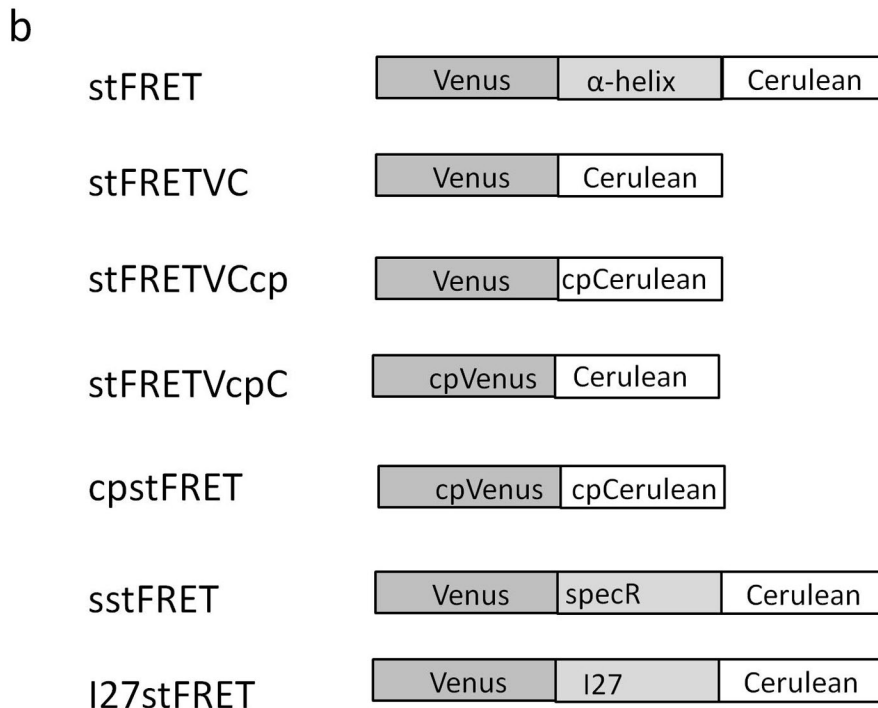 b
stFRET Venus α-helix Cerulean
stFRETVC Venus Cerulean
stFRETVCcp Venus cpCerulean
stFRETVcpC cpVenus Cerulean
cpstFRET cpVenus cpCerulean
sstFRET Venus specR Cerulean
I27stFRET Venus I27 Cerulean